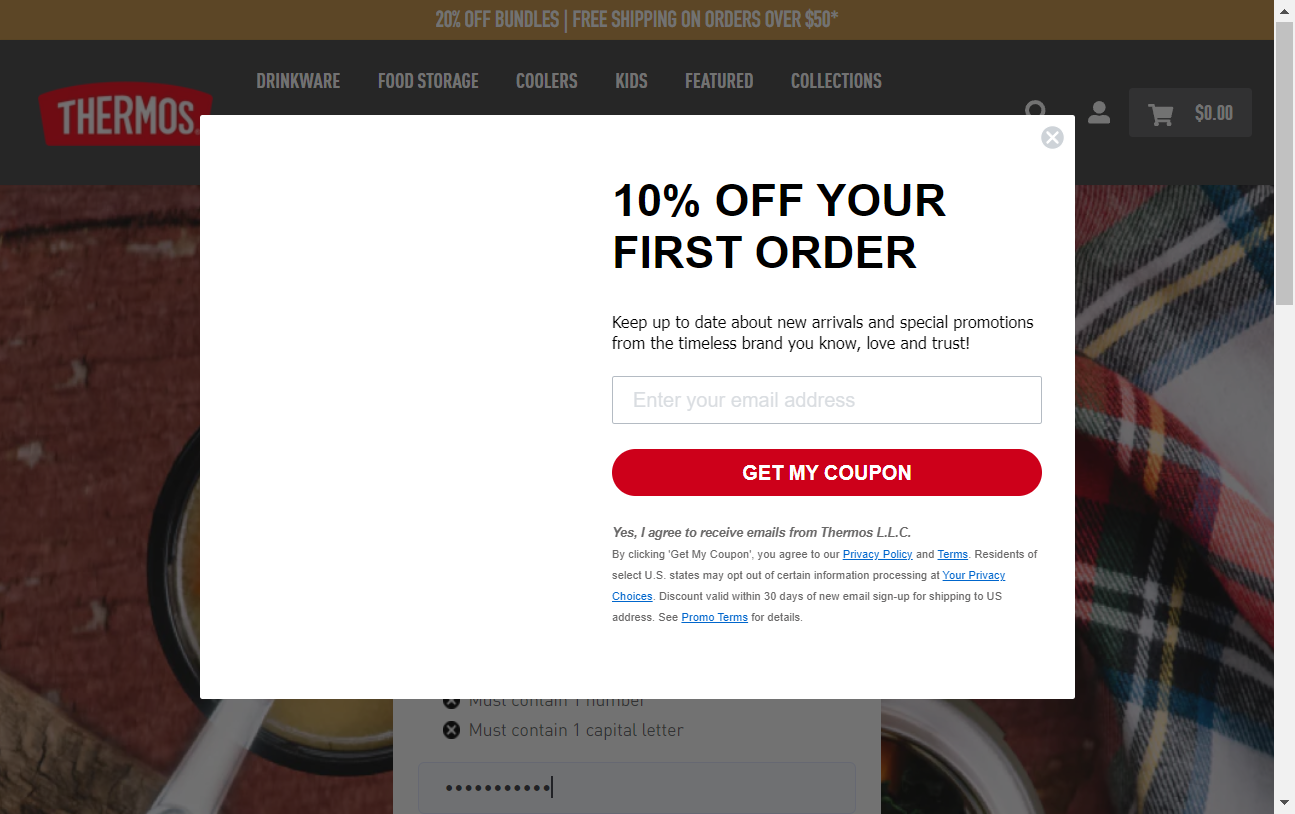 20% OFF BUNDLES | FREE SHIPPING ON ORDERS OVER $50*
DRINKWARE FOOD STORAGE COOLERS KIDS FEATURED COLLECTIONS
THERMOS
$0.00
10% OFF YOUR
FIRST ORDER
Keep up to date about new arrivals and special promotions
from the timeless brand you know, love and trust!
Enter your email address
GET MY COUPON
Yes, I agree to receive emails from Thermos L.L.C.
By clicking 'Get My Coupon', you agree to our Privacy Policy and Terms. Residents of
select U.S. states may opt out of certain information processing at Your Privacy
Choices. Discount valid within 30 days of new email sign-up for shipping to US
address. See Promo Terms for details.
Must contain 1 number
Must contain 1 capital letter
•••••••••••